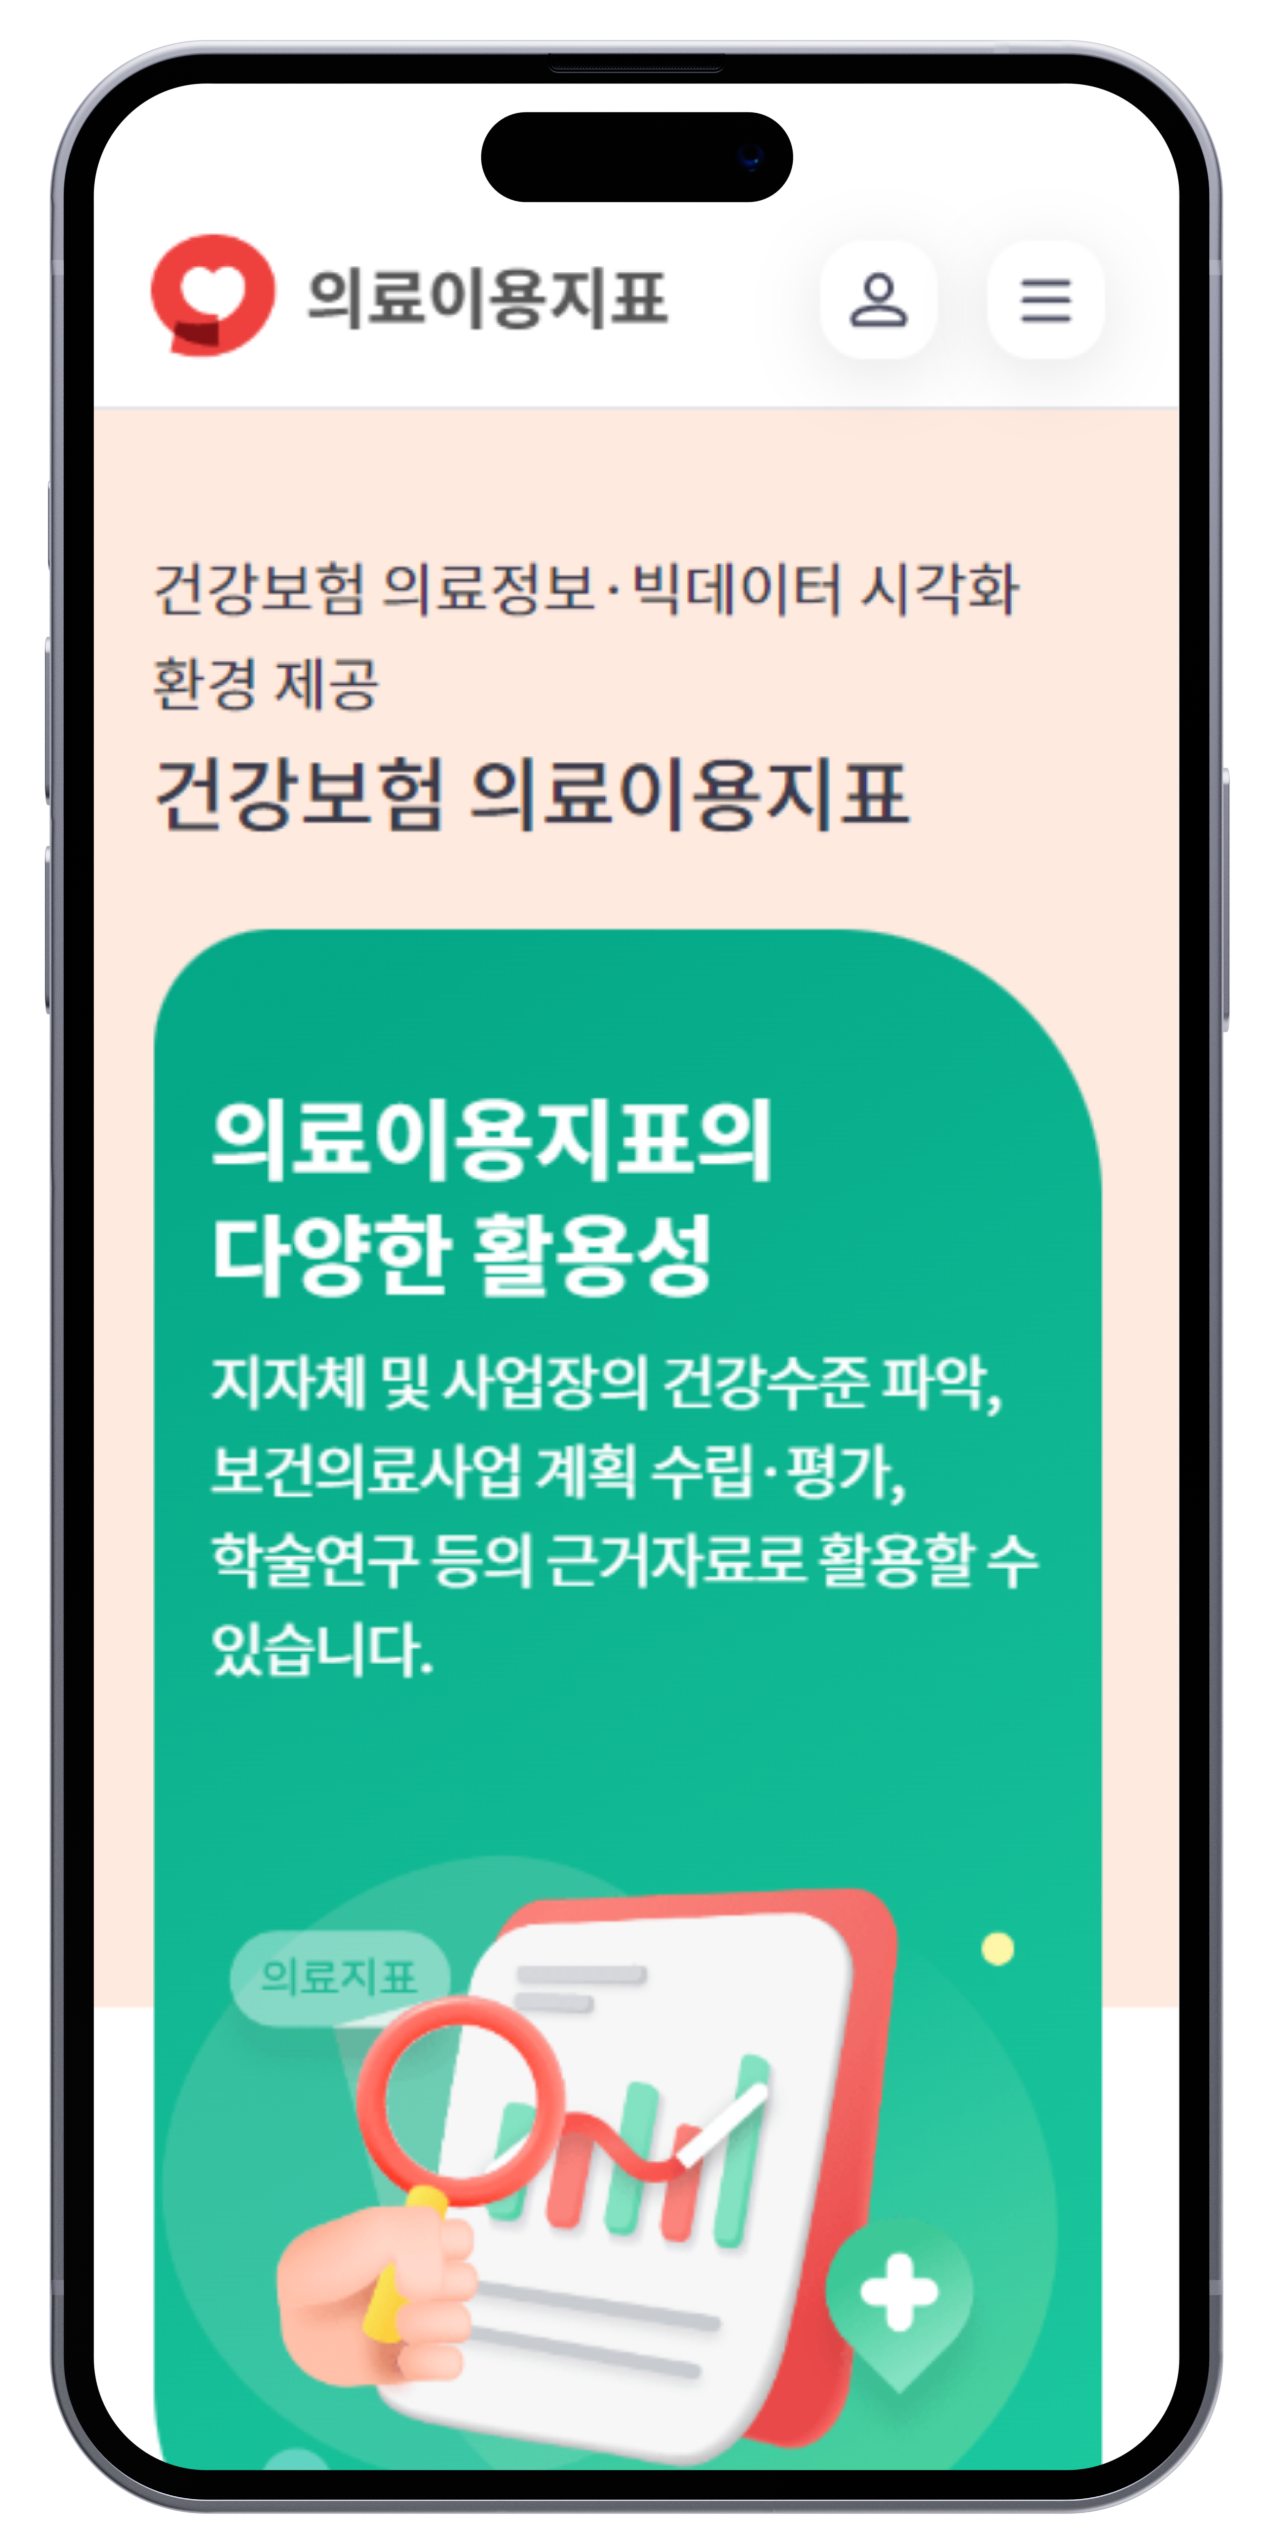 의료이용지표
건강보험 의료정보·빅데이터 시각화
환경 제공
건강보험 의료이용지표
의료이용지표의
다양한 활용성
지자체 및 사업장의 건강수준 파악,
보건의료사업 계획 수립·평가,
학술연구 등의 근거자료로 활용할 수
있습니다.
의료지표